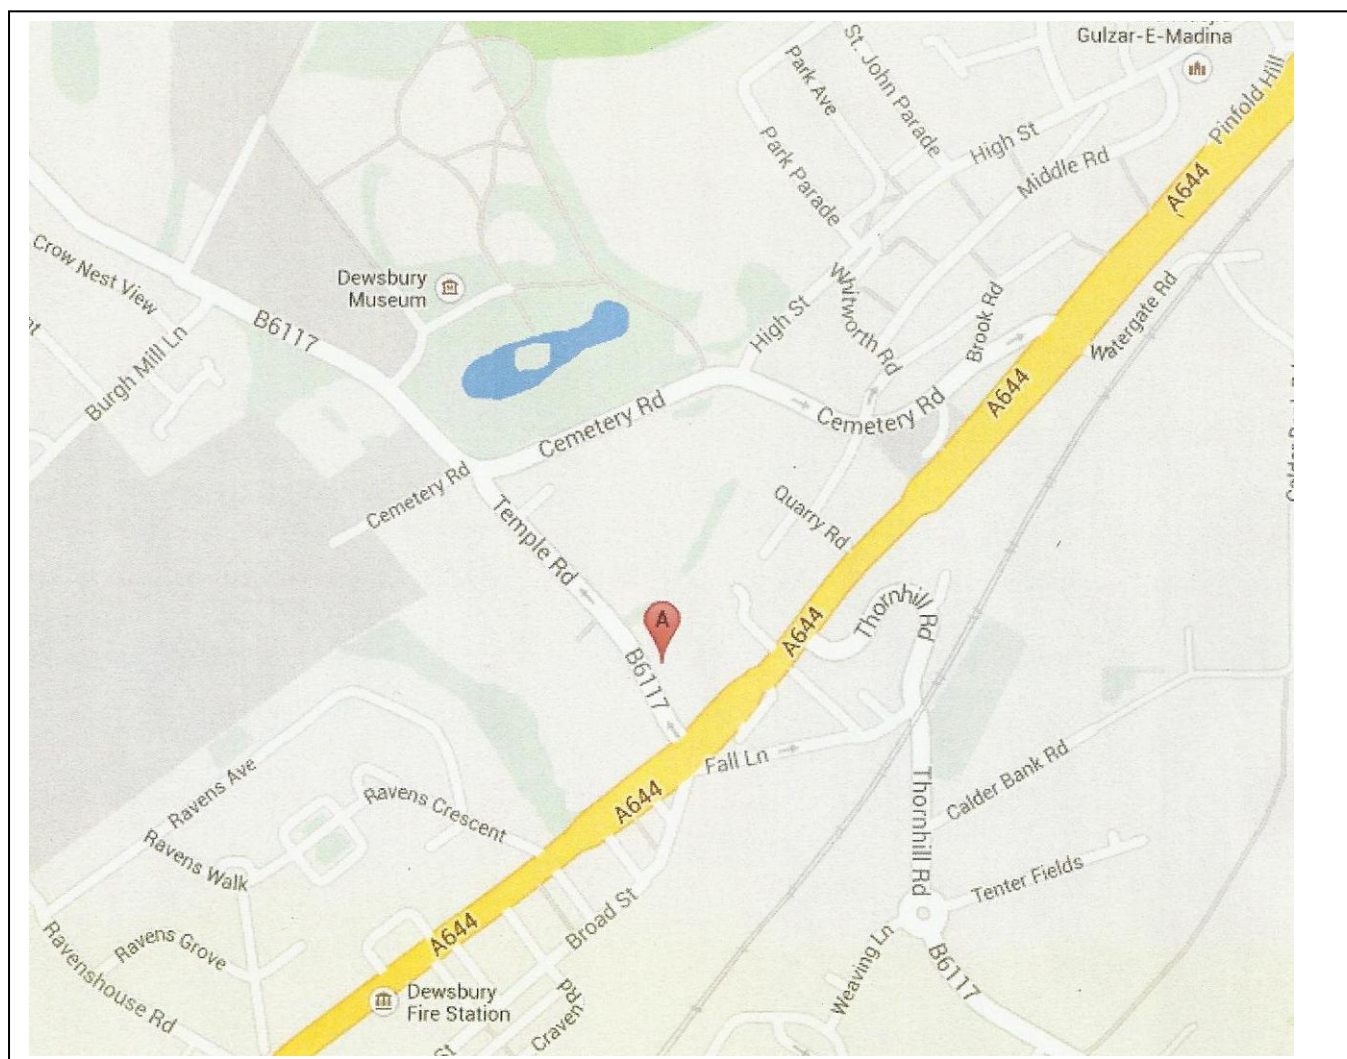 Gulzar-E-Madina
Pinfold Hill
St. John Parade
Park Ave
High St
Middle Rd
Park Parade
A644
Crow Nest View
Dewsbury
Museum
Whitworth Rd
Brook Rd
Watergate Rd
B6117
High St
Burgh Mill Ln
Cemetery Rd
Cemetery Rd
A644
Cemetery Rd
Temple Rd
Quarry Rd
Thornhill Rd
A
A644
B6117
Fall Ln
Ravens Ave
Ravens Crescent
A644
Thornhill Rd
Calder Bank Rd
Ravens Walk
Tenter Fields
Broad St
A644
Ravens Grove
Weaving Ln
B6117
Ravenshouse Rd
Dewsbury
Fire Station
Craven Rd
St